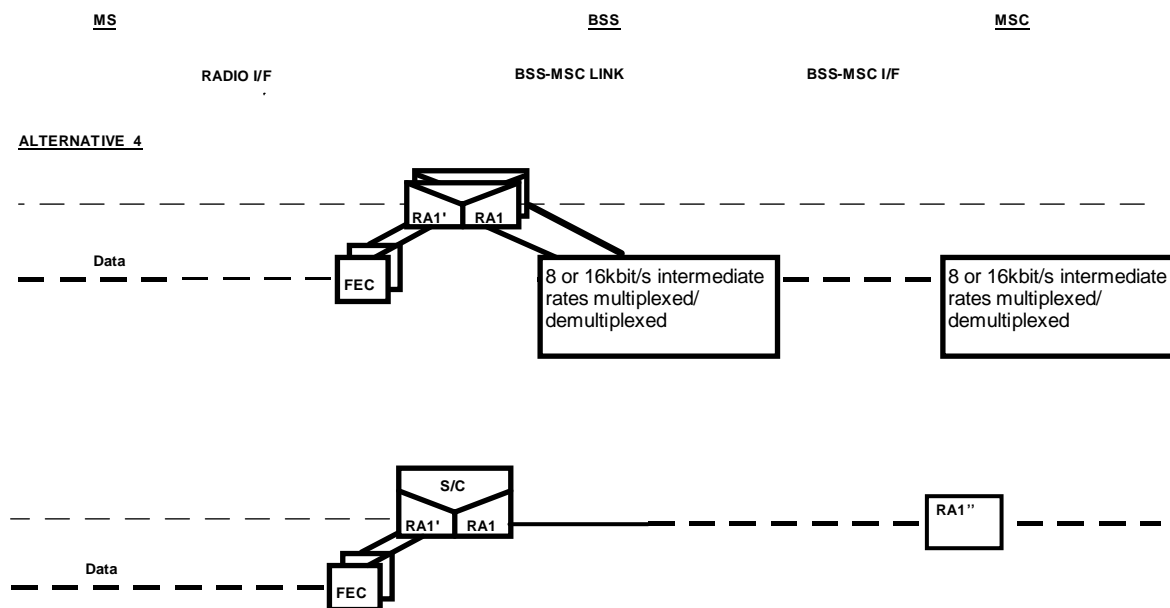 MS BSS MSC
RADIO I/F BSS-MSC LINK BSS-MSC I/F
ALTERNATIVE 4
RA1' RA1
Data
FEC
8 or 16kbit/s intermediate
rates multiplexed/
demultiplexed
8 or 16kbit/s intermediate
rates multiplexed/
demultiplexed
S/C
RA1' RA1
RA1’’
Data
FEC